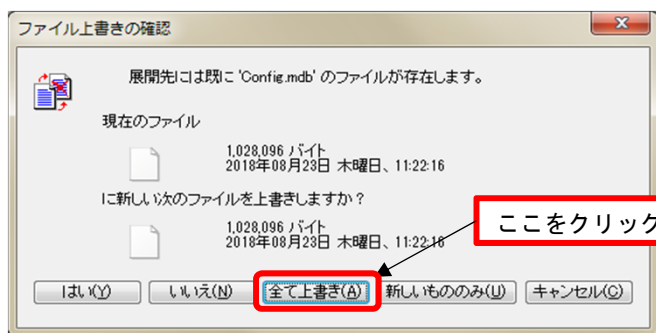 ファイル上書きの確認
展開先には既に 'Config.mdb' のファイルが存在します。
現在のファイル
1,028,096 バイト
2018年08月23日 木曜日、11:22:16
に新しい次のファイルを上書きしますか？
1,028,096 バイト
2018年08月23日 木曜日、11:22:16
ここをクリック
はい(Y) いいえ(N) 全て上書き(A) 新しいもののみ(U) キャンセル(C)